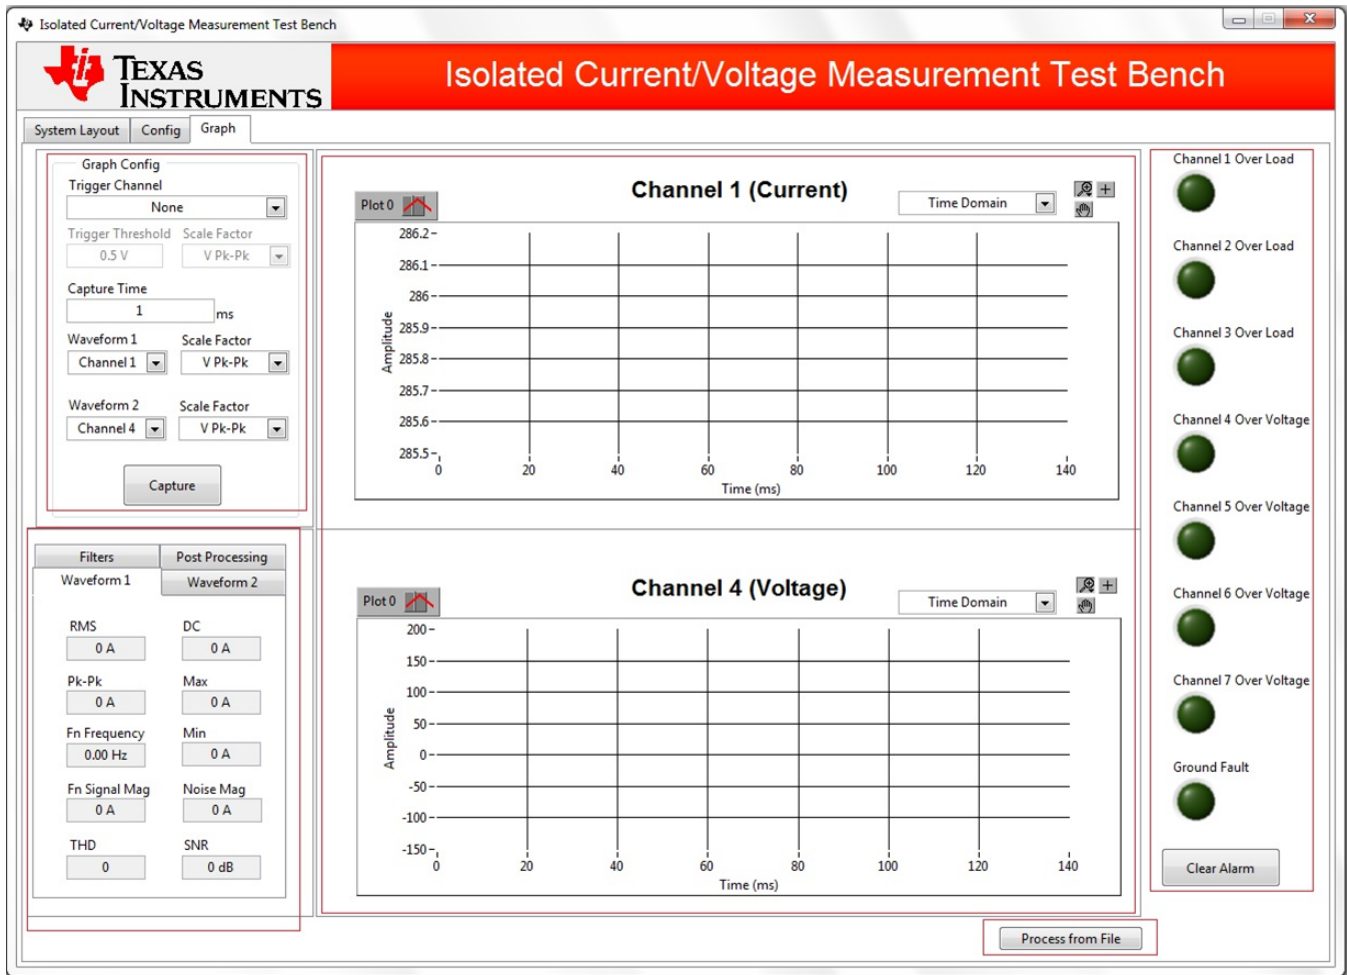 Isolated Current/Voltage Measurement Test Bench
TEXAS
INSTRUMENTS
Isolated Current/Voltage Measurement Test Bench
System Layout Config Graph
Graph Config
Trigger Channel
None
Trigger Threshold Scale Factor
0.5 V V Pk-Pk
Capture Time
1 ms
Waveform 1 Scale Factor
Channel 1 V Pk-Pk
Waveform 2 Scale Factor
Channel 4 V Pk-Pk
Capture
Filters Post Processing
Waveform 1 Waveform 2
RMS DC
0 A 0 A
Pk-Pk Max
0 A 0 A
Fn Frequency Min
0.00 Hz 0 A
Fn Signal Mag Noise Mag
0 A 0 A
THD SNR
0 0 dB
Plot 0 Channel 1 (Current) Time Domain
286.2
286.1
286
285.9
285.8
285.7
285.6
285.5
Amplitude
0 20 40 60 80 100 120 140
Time (ms)
Plot 0 Channel 4 (Voltage) Time Domain
200
150
100
50
0
-50
-100
-150
Amplitude
0 20 40 60 80 100 120 140
Time (ms)
Channel 1 Over Load
Channel 2 Over Load
Channel 3 Over Load
Channel 4 Over Voltage
Channel 5 Over Voltage
Channel 6 Over Voltage
Channel 7 Over Voltage
Ground Fault
Clear Alarm
Process from File